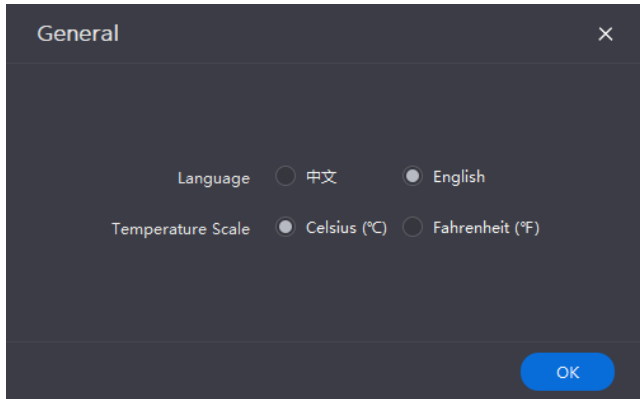 General
Language 中文 English
Temperature Scale Celsius (℃) Fahrenheit (℉)
OK